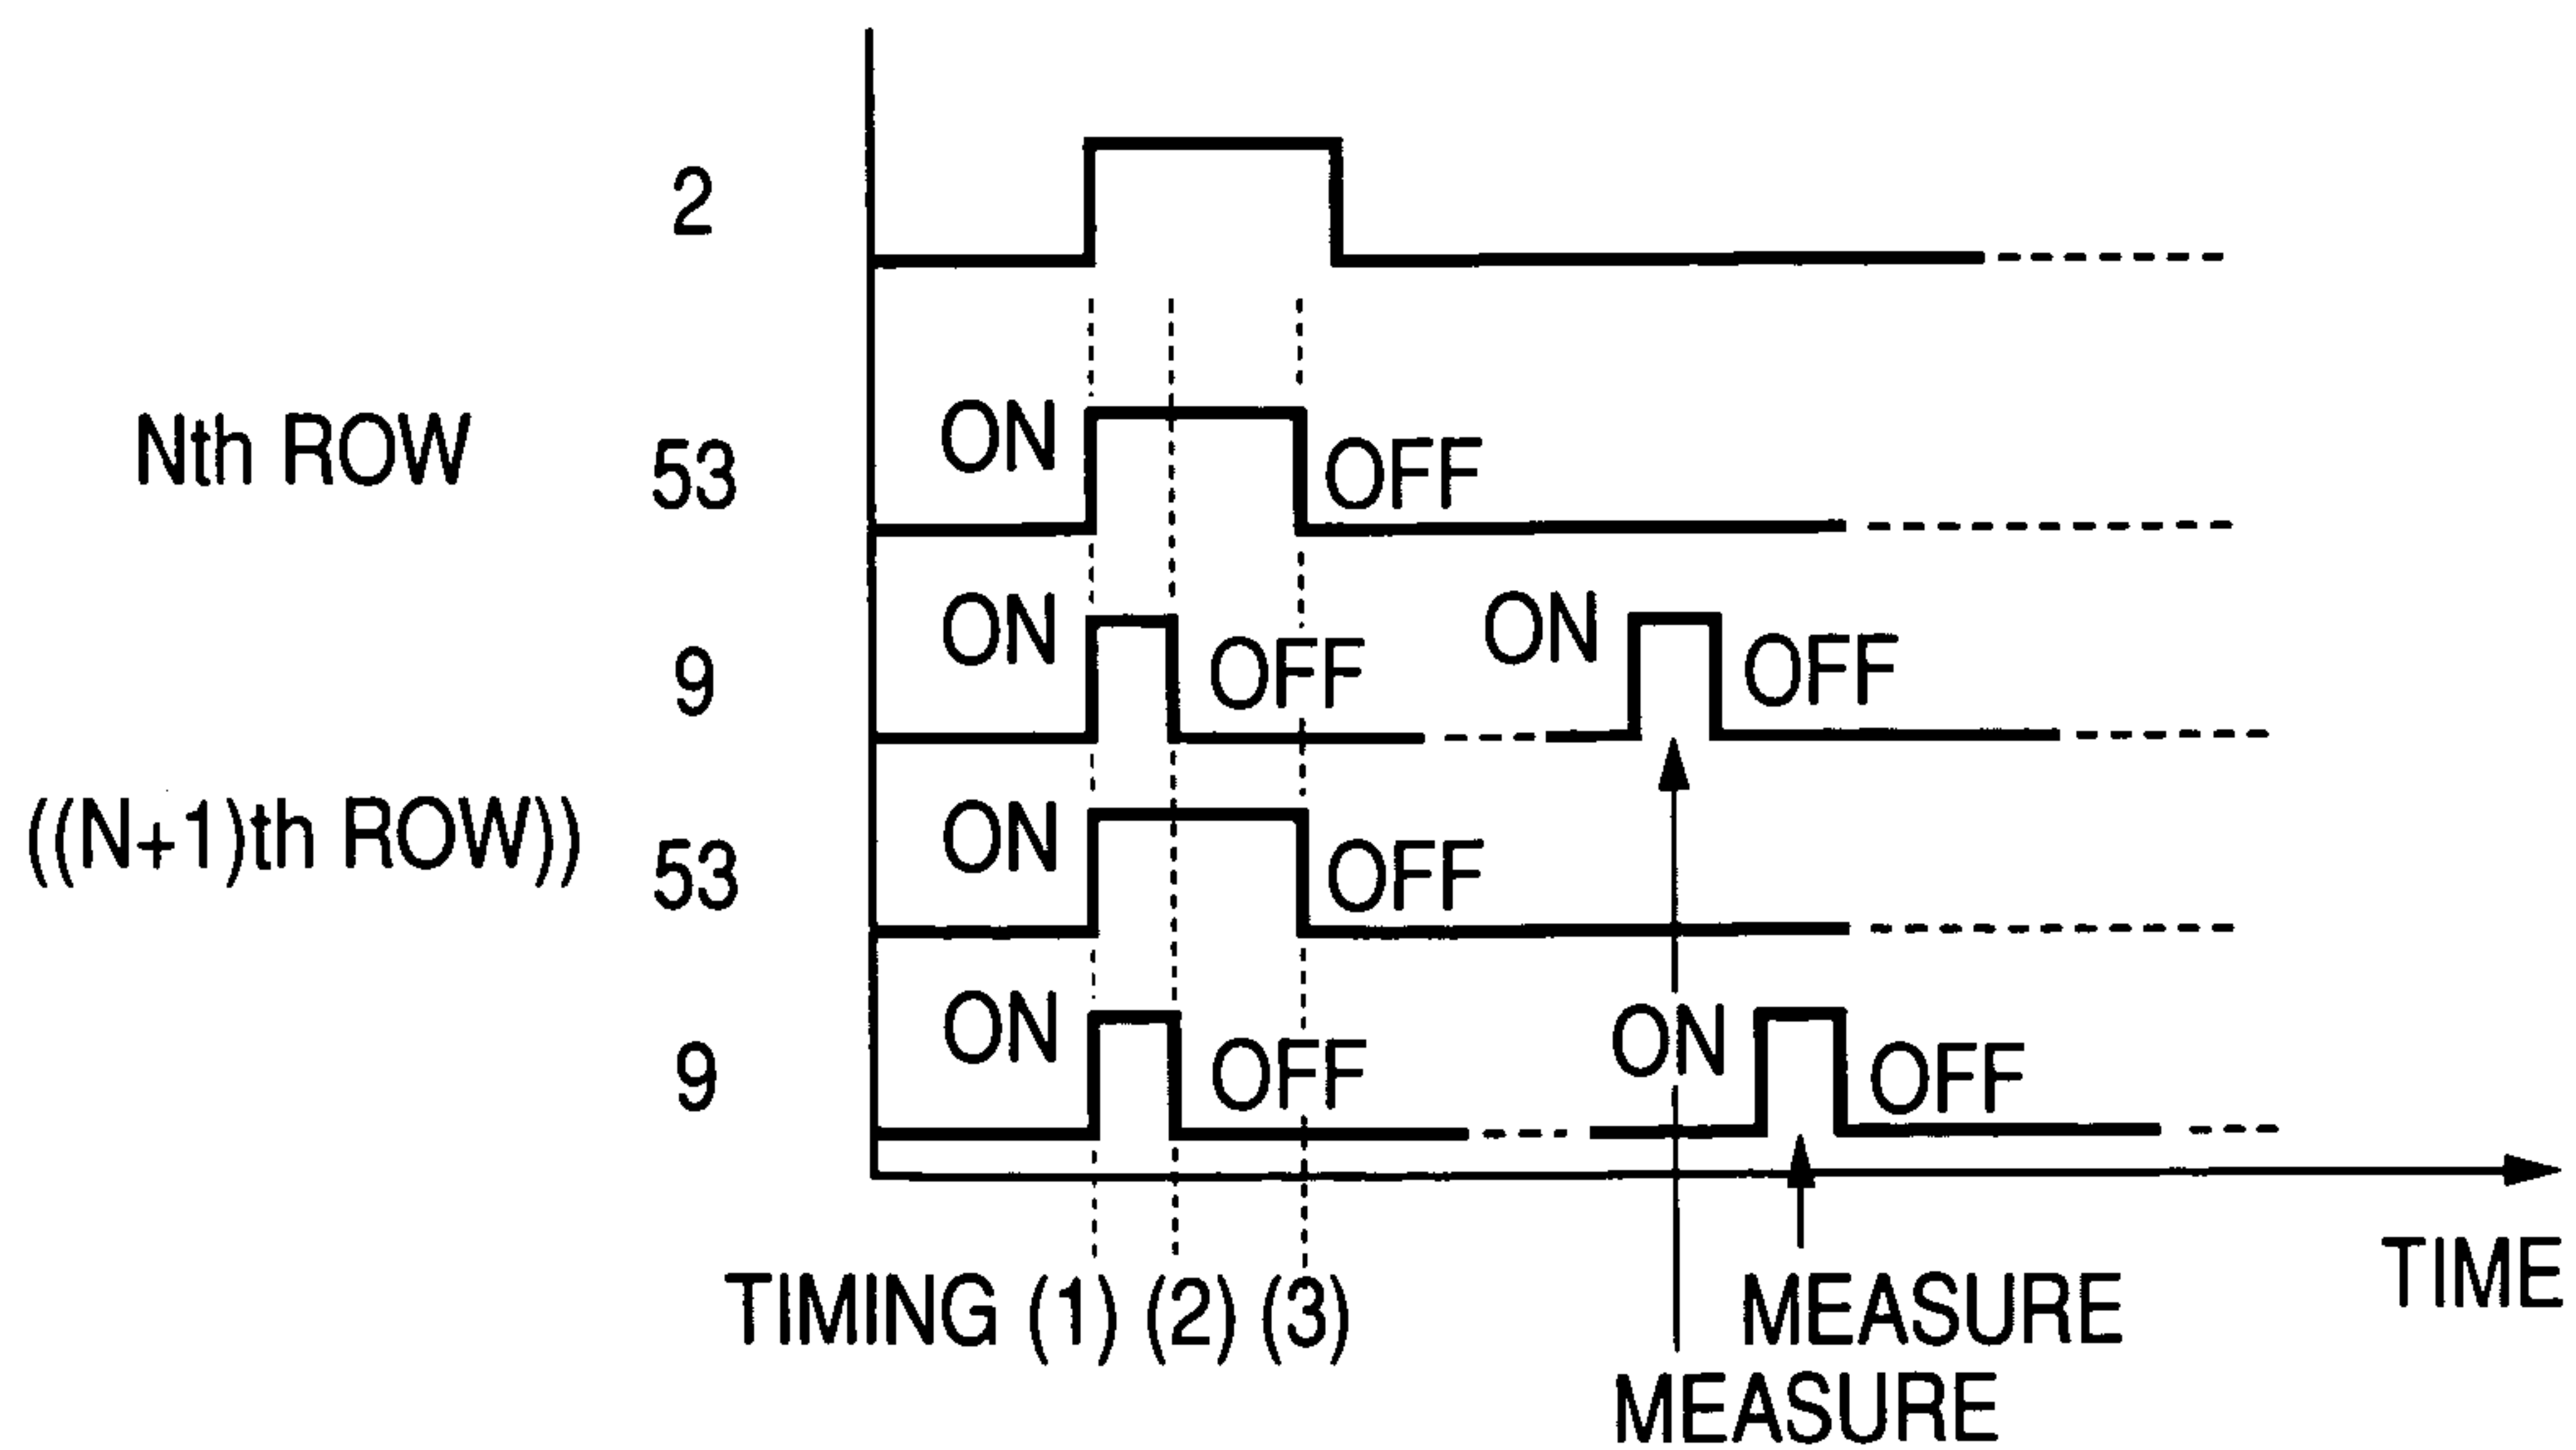 2
Nth ROW 53 ON OFF
9 ON OFF ON OFF
((N+1)th ROW)) 53 ON OFF
9 ON OFF ON OFF
TIME
TIMING (1) (2) (3) MEASURE
MEASURE